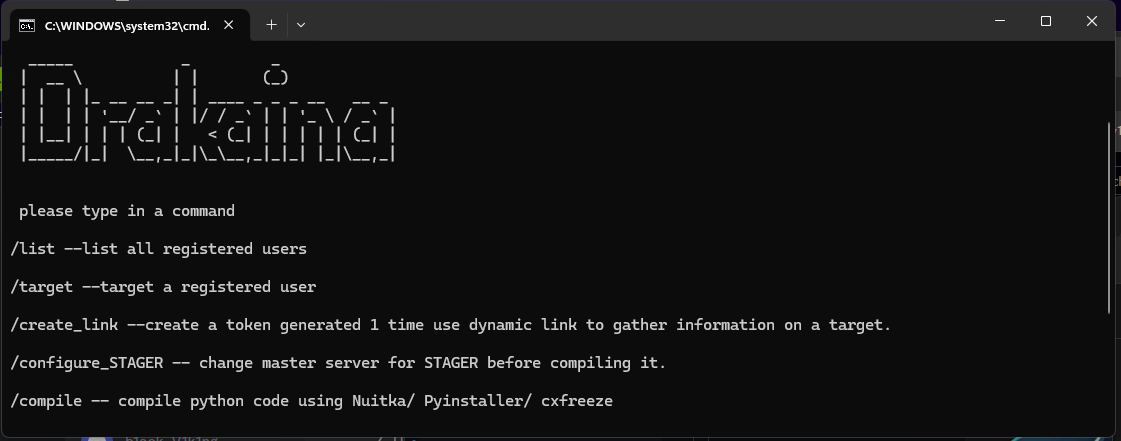 C:\WINDOWS\system32\cmd.
Drakaina
please type in a command
/list --list all registered users
/target --target a registered user
/create_link --create a token generated 1 time use dynamic link to gather information on a target.
/configure_STAGER -- change master server for STAGER before compiling it.
/compile -- compile python code using Nuitka/ Pyinstaller/ cxfreeze